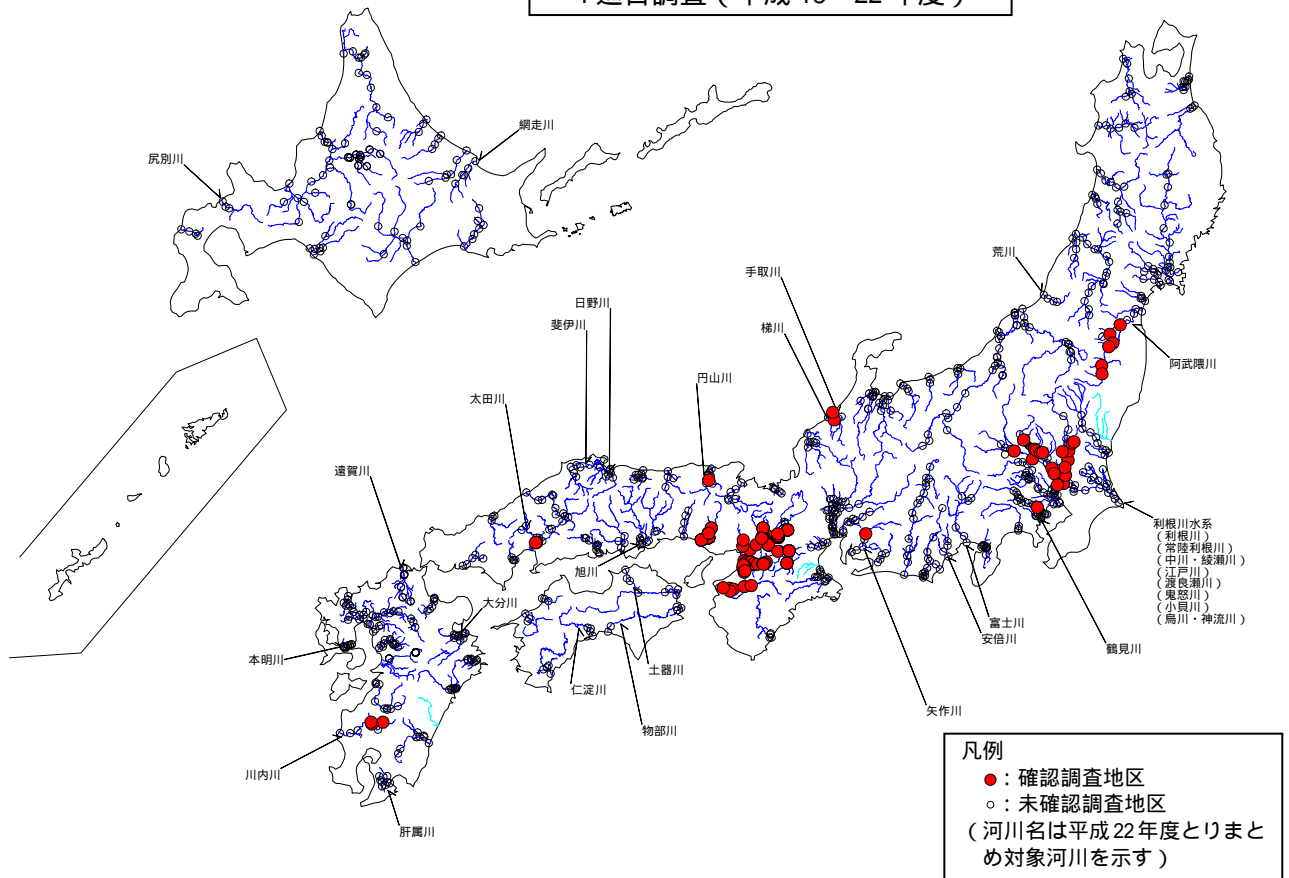 網走川
尻別川
手取川
荒川
梯川
日野川
斐伊川
円山川
太田川
遠賀川
阿武隈川
旭川
大分川
本明川
仁淀川
土器川
物部川
川内川
肝属川
富士川
安倍川
矢作川
鶴見川
利根川水系
(利根川)
(常陸利根川)
(中川・綾瀬川)
(江戸川)
(渡良瀬川)
(鬼怒川)
(小貝川)
(烏川・神流川)
凡例
●:確認調査地区
○:未確認調査地区
(河川名は平成22年度とりまと
め対象河川を示す)